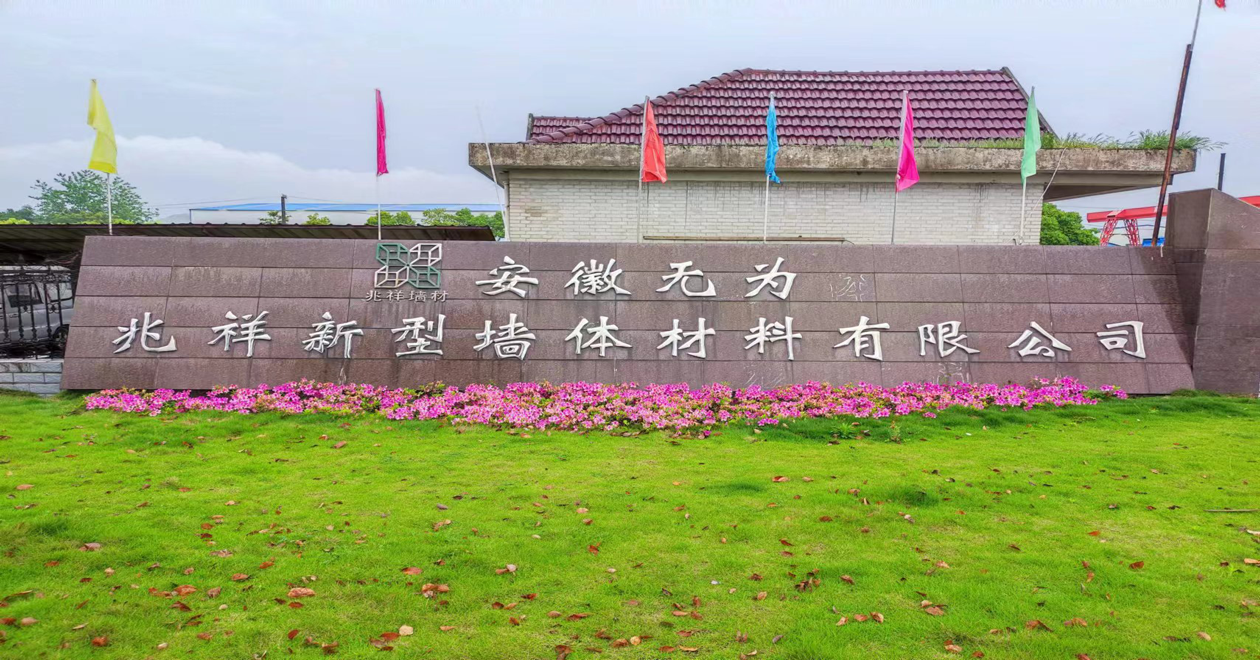 安徽无为
兆祥墙材
兆祥新型墙体材料有限公司